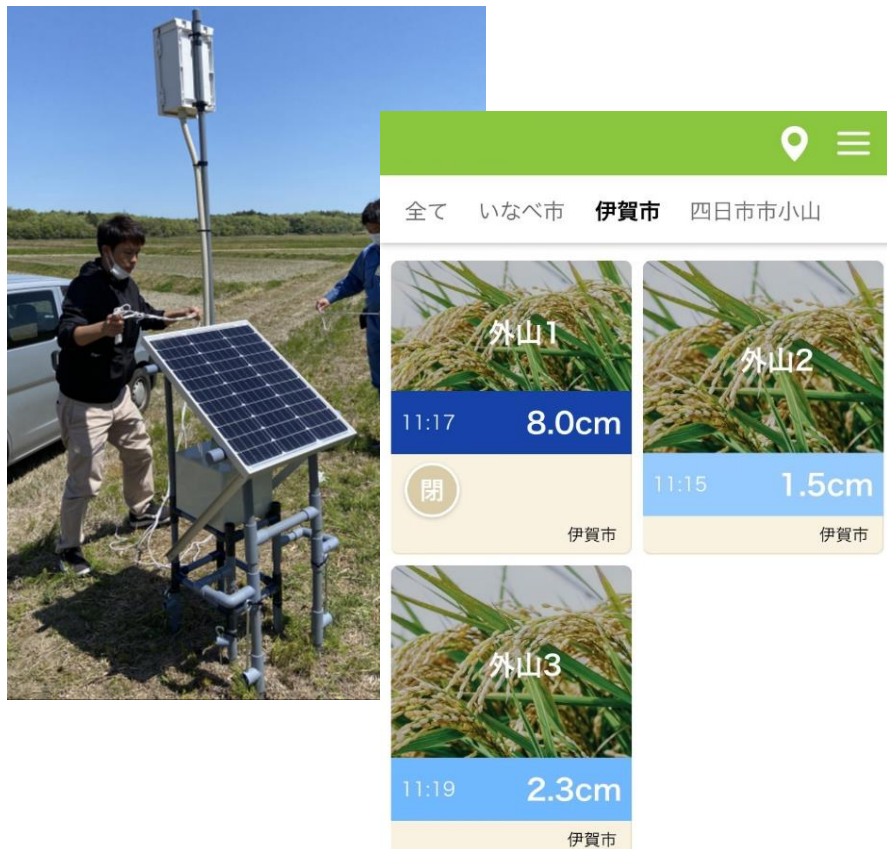 全て いなべ市 伊賀市 四日市市小山
外山1
11:17 8.0cm
閉
伊賀市
外山2
11:15 1.5cm
伊賀市
外山3
11:19 2.3cm
伊賀市